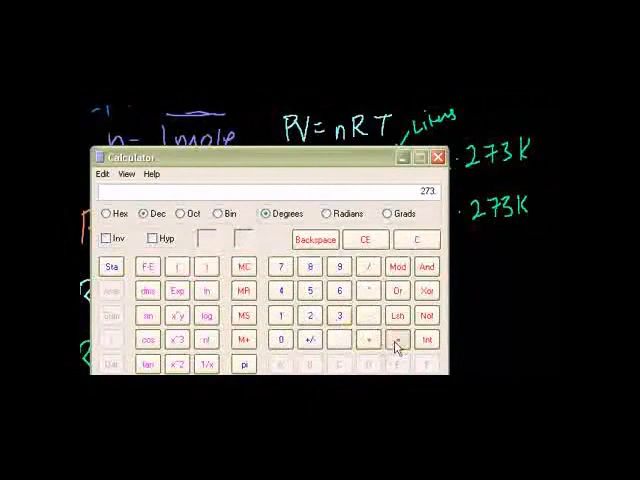 n = 1 mole PV = nRT Liters
Calculator
· 273K
Edit View Help
273.
· 273K
Hex Dec Oct Bin Degrees Radians Grads
Inv Hyp Backspace CE C
Sta F-E ( ) MC 7 8 9 / Mod And
dms Exp ln MR 4 5 6 * Or Xor
sin x^y log MS 1 2 3 Lsh Not
cos x^3 n! M+ 0 +/- + = Int
tan x^2 1/x pi A B C D E F